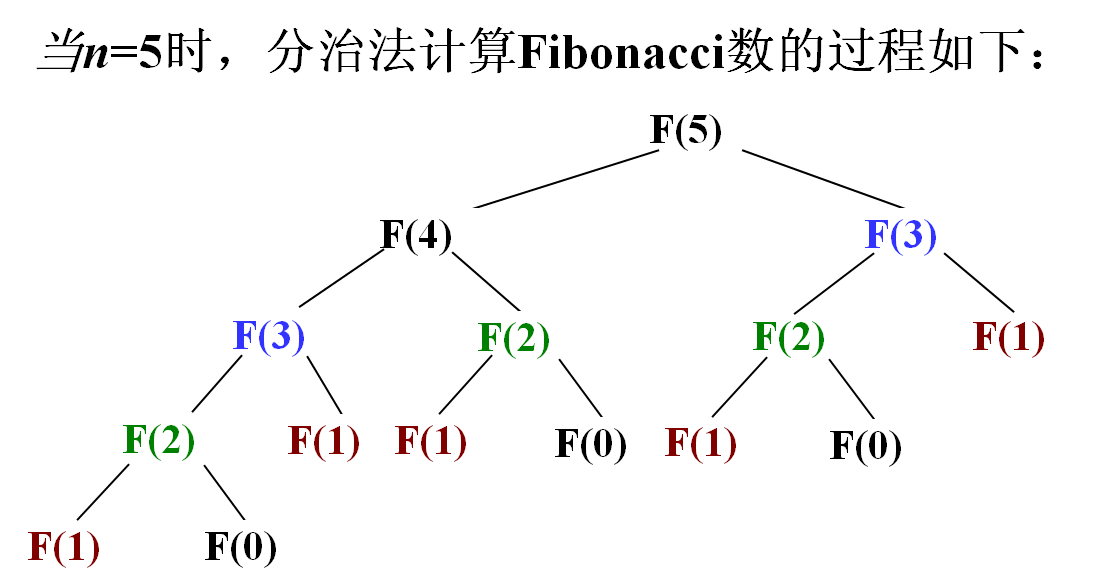 当n=5时，分治法计算Fibonacci数的过程如下：
F(5)
F(4) F(3)
F(3) F(2) F(2) F(1)
F(2) F(1) F(1) F(0) F(1) F(0)
F(1) F(0)